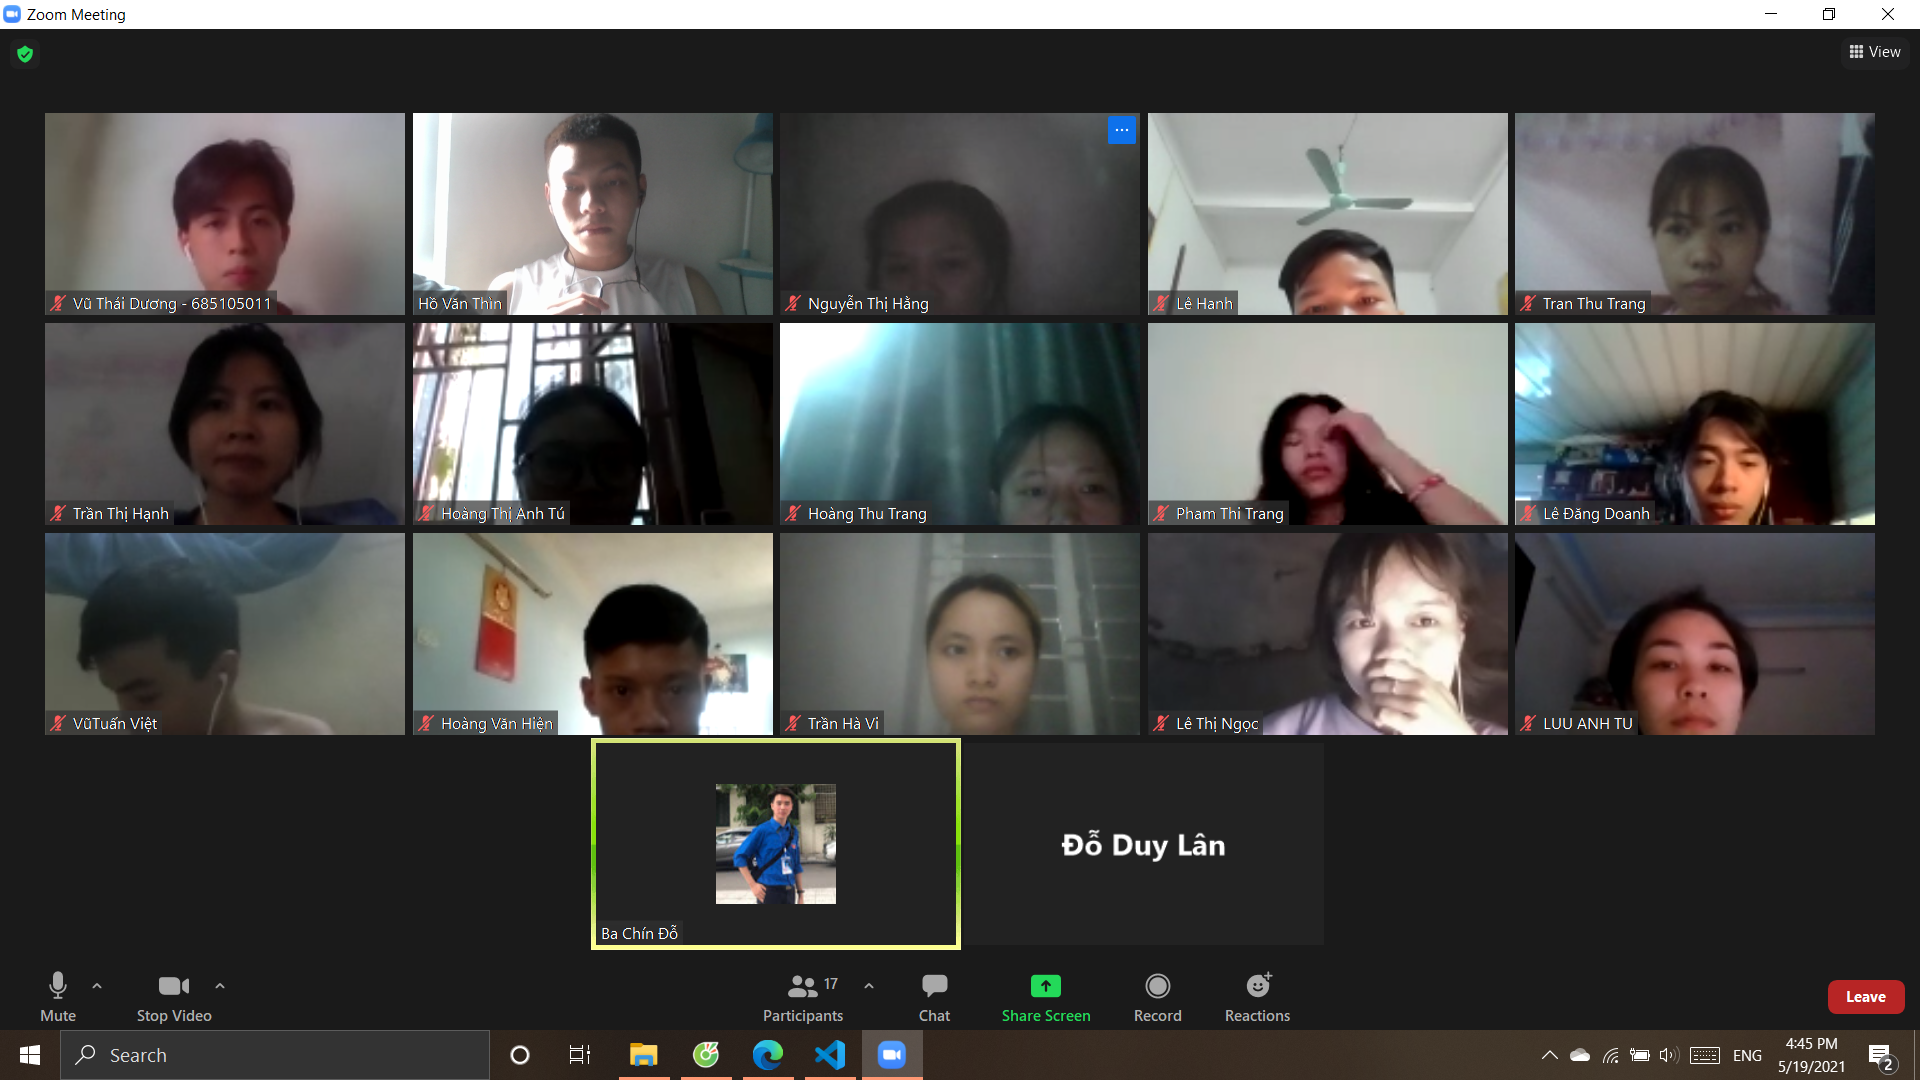 Zoom Meeting
View
Vũ Thái Dương - 685105011
Hồ Văn Thìn
Nguyễn Thị Hằng
Lê Hanh
Tran Thu Trang
Trần Thị Hạnh
Hoàng Thị Anh Tú
Hoàng Thu Trang
Pham Thi Trang
Lê Đăng Doanh
VũTuấn Việt
Hoàng Văn Hiện
Trần Hà Vi
Lê Thị Ngọc
LUU ANH TU
Ba Chín Đỗ
Đỗ Duy Lân
Mute
Stop Video
17
Participants
Chat
Share Screen
Record
Reactions
Leave
Search
ENG
4:45 PM
5/19/2021
2